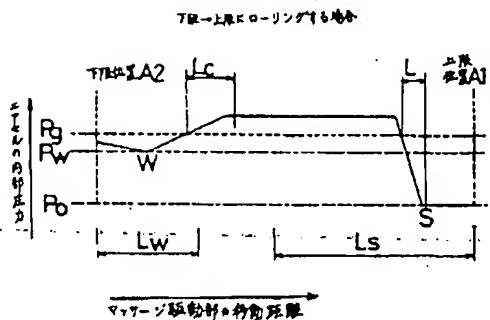 下限→上限にローリングする場合
下限位置A2
Lc
L
上限
位置A1
エアセルの内部圧力
Pg
Pw
W
Po
S
Lw
Ls
マッサージ駆動部の移動距離